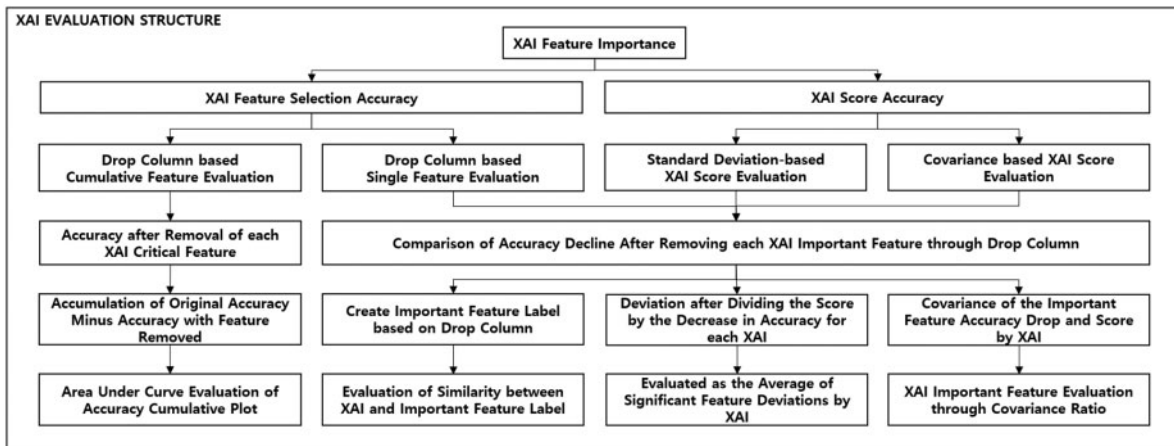 XAI EVALUATION STRUCTURE
XAI Feature Importance
XAI Feature Selection Accuracy
XAI Score Accuracy
Drop Column based
Cumulative Feature Evaluation
Drop Column based
Single Feature Evaluation
Standard Deviation-based
XAI Score Evaluation
Covariance based XAI Score
Evaluation
Accuracy after Removal of each
XAI Critical Feature
Comparison of Accuracy Decline After Removing each XAI Important Feature through Drop Column
Accumulation of Original Accuracy
Minus Accuracy with Feature
Removed
Create Important Feature Label
based on Drop Column
Deviation after Dividing the Score
by the Decrease in Accuracy for
each XAI
Covariance of the Important
Feature Accuracy Drop and Score
by XAI
Area Under Curve Evaluation of
Accuracy Cumulative Plot
Evaluation of Similarity between
XAI and Important Feature Label
Evaluated as the Average of
Significant Feature Deviations by
XAI
XAI Important Feature Evaluation
through Covariance Ratio